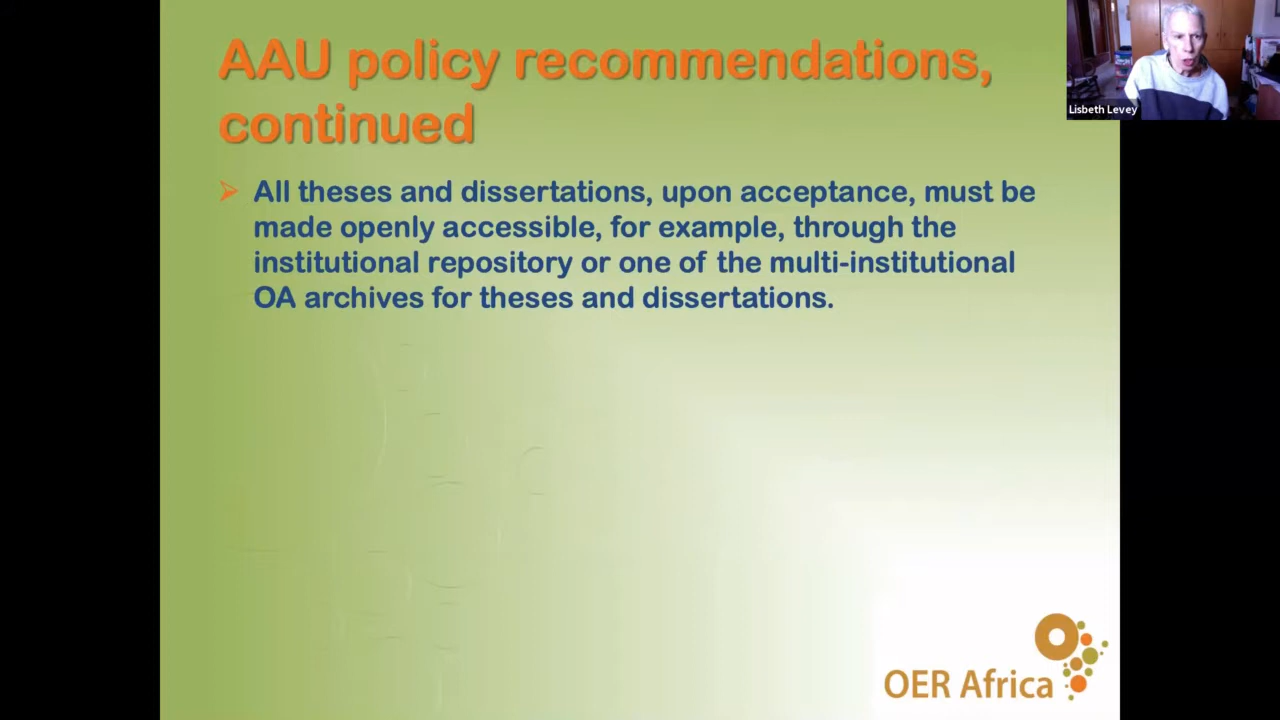 AAU policy recommendations,
continued
Lisbeth Levey
➢ All theses and dissertations, upon acceptance, must be
made openly accessible, for example, through the
institutional repository or one of the multi-institutional
OA archives for theses and dissertations.
OER Africa